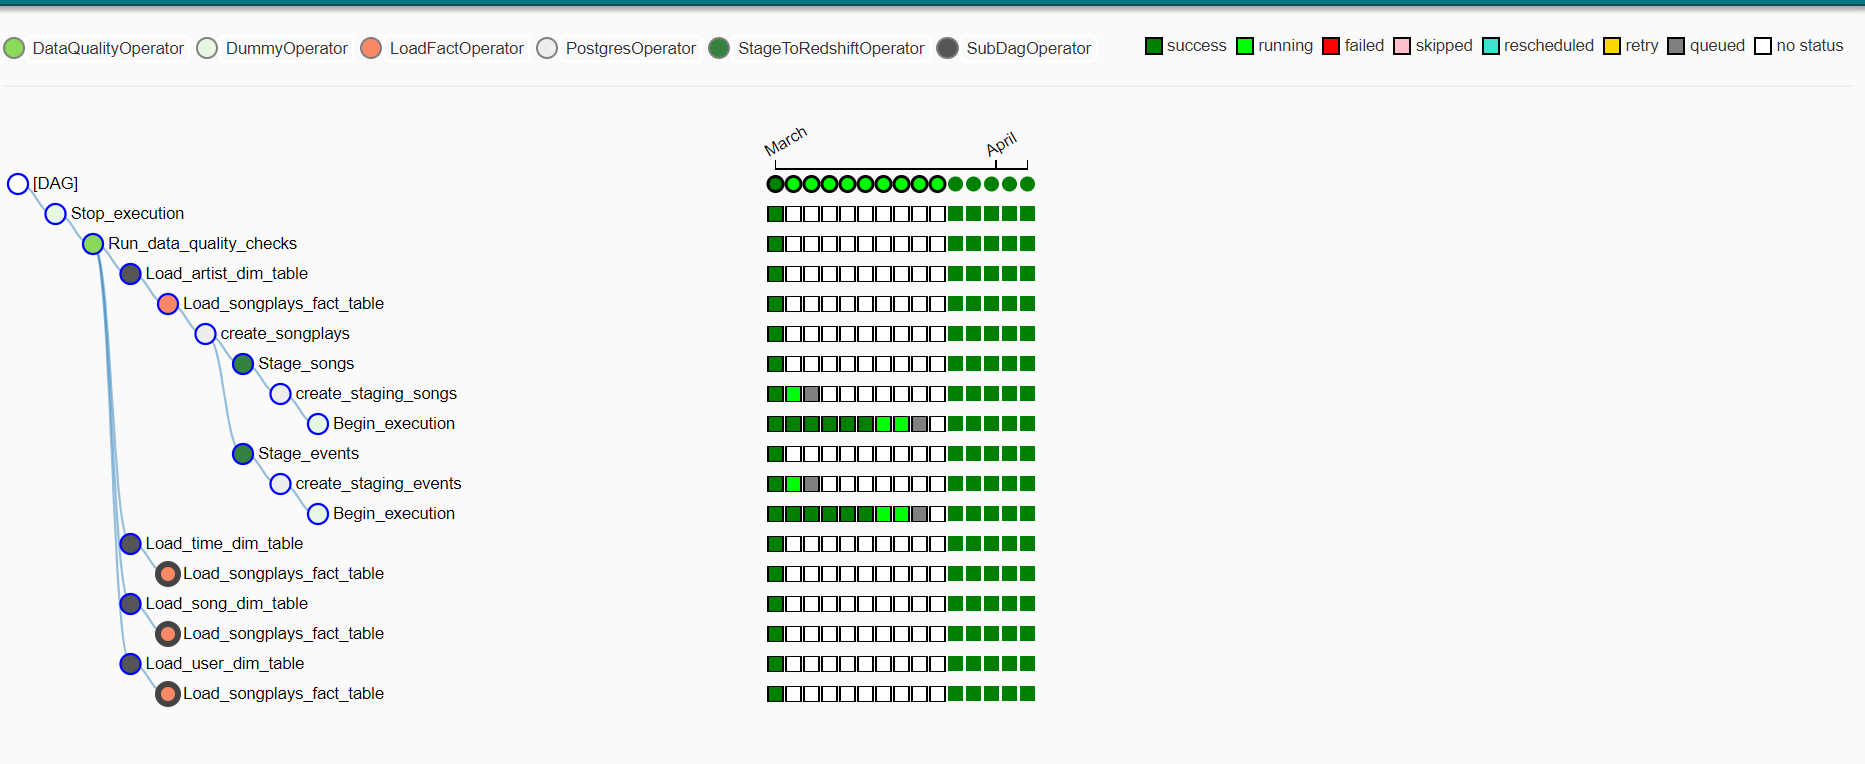 DataQualityOperator DummyOperator LoadFactOperator PostgresOperator StageToRedshiftOperator SubDagOperator success running failed skipped rescheduled retry queued no status
March April
[DAG]
Stop_execution
Run_data_quality_checks
Load_artist_dim_table
Load_songplays_fact_table
create_songplays
Stage_songs
create_staging_songs
Begin_execution
Stage_events
create_staging_events
Begin_execution
Load_time_dim_table
Load_songplays_fact_table
Load_song_dim_table
Load_songplays_fact_table
Load_user_dim_table
Load_songplays_fact_table